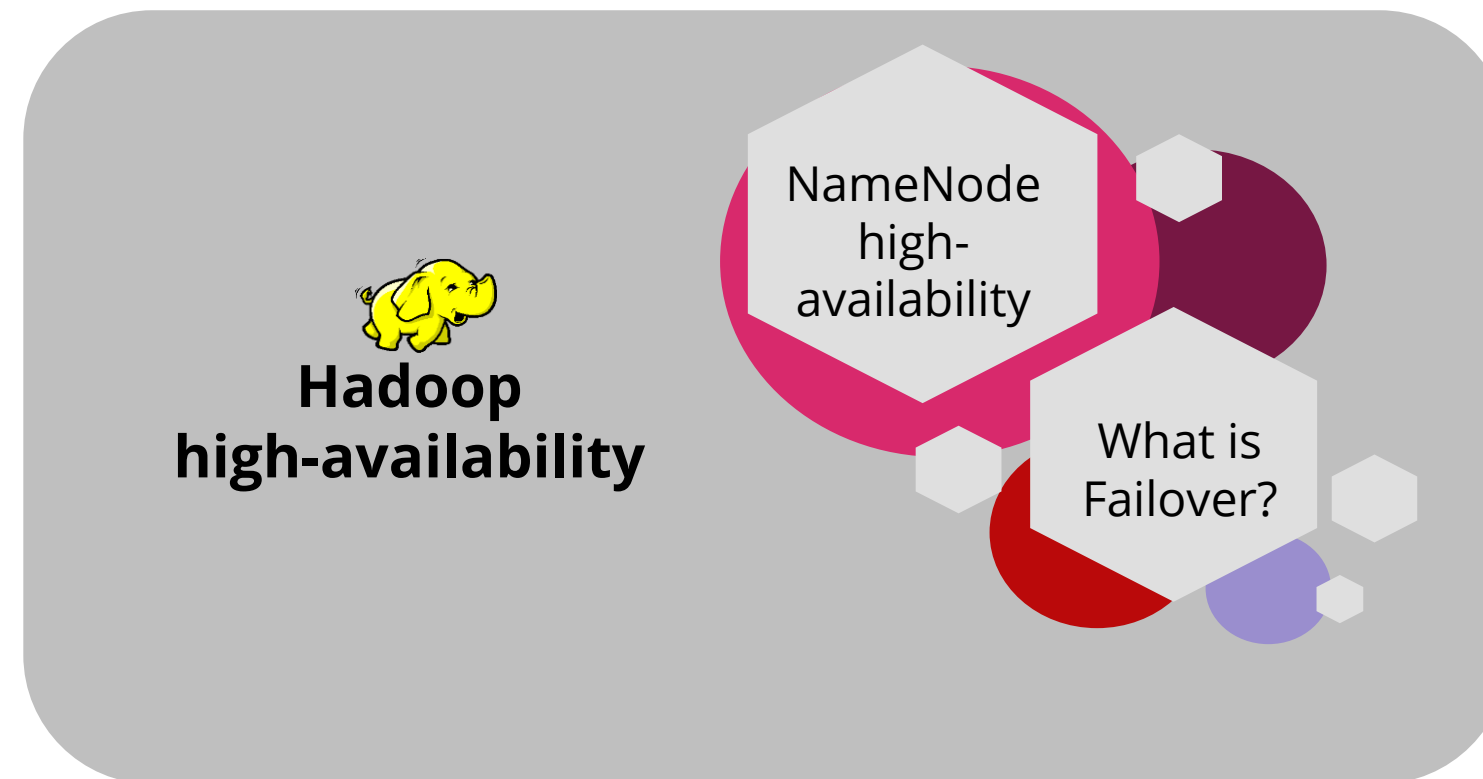 Hadoop
high-availability
NameNode
high-
availability
What is
Failover?